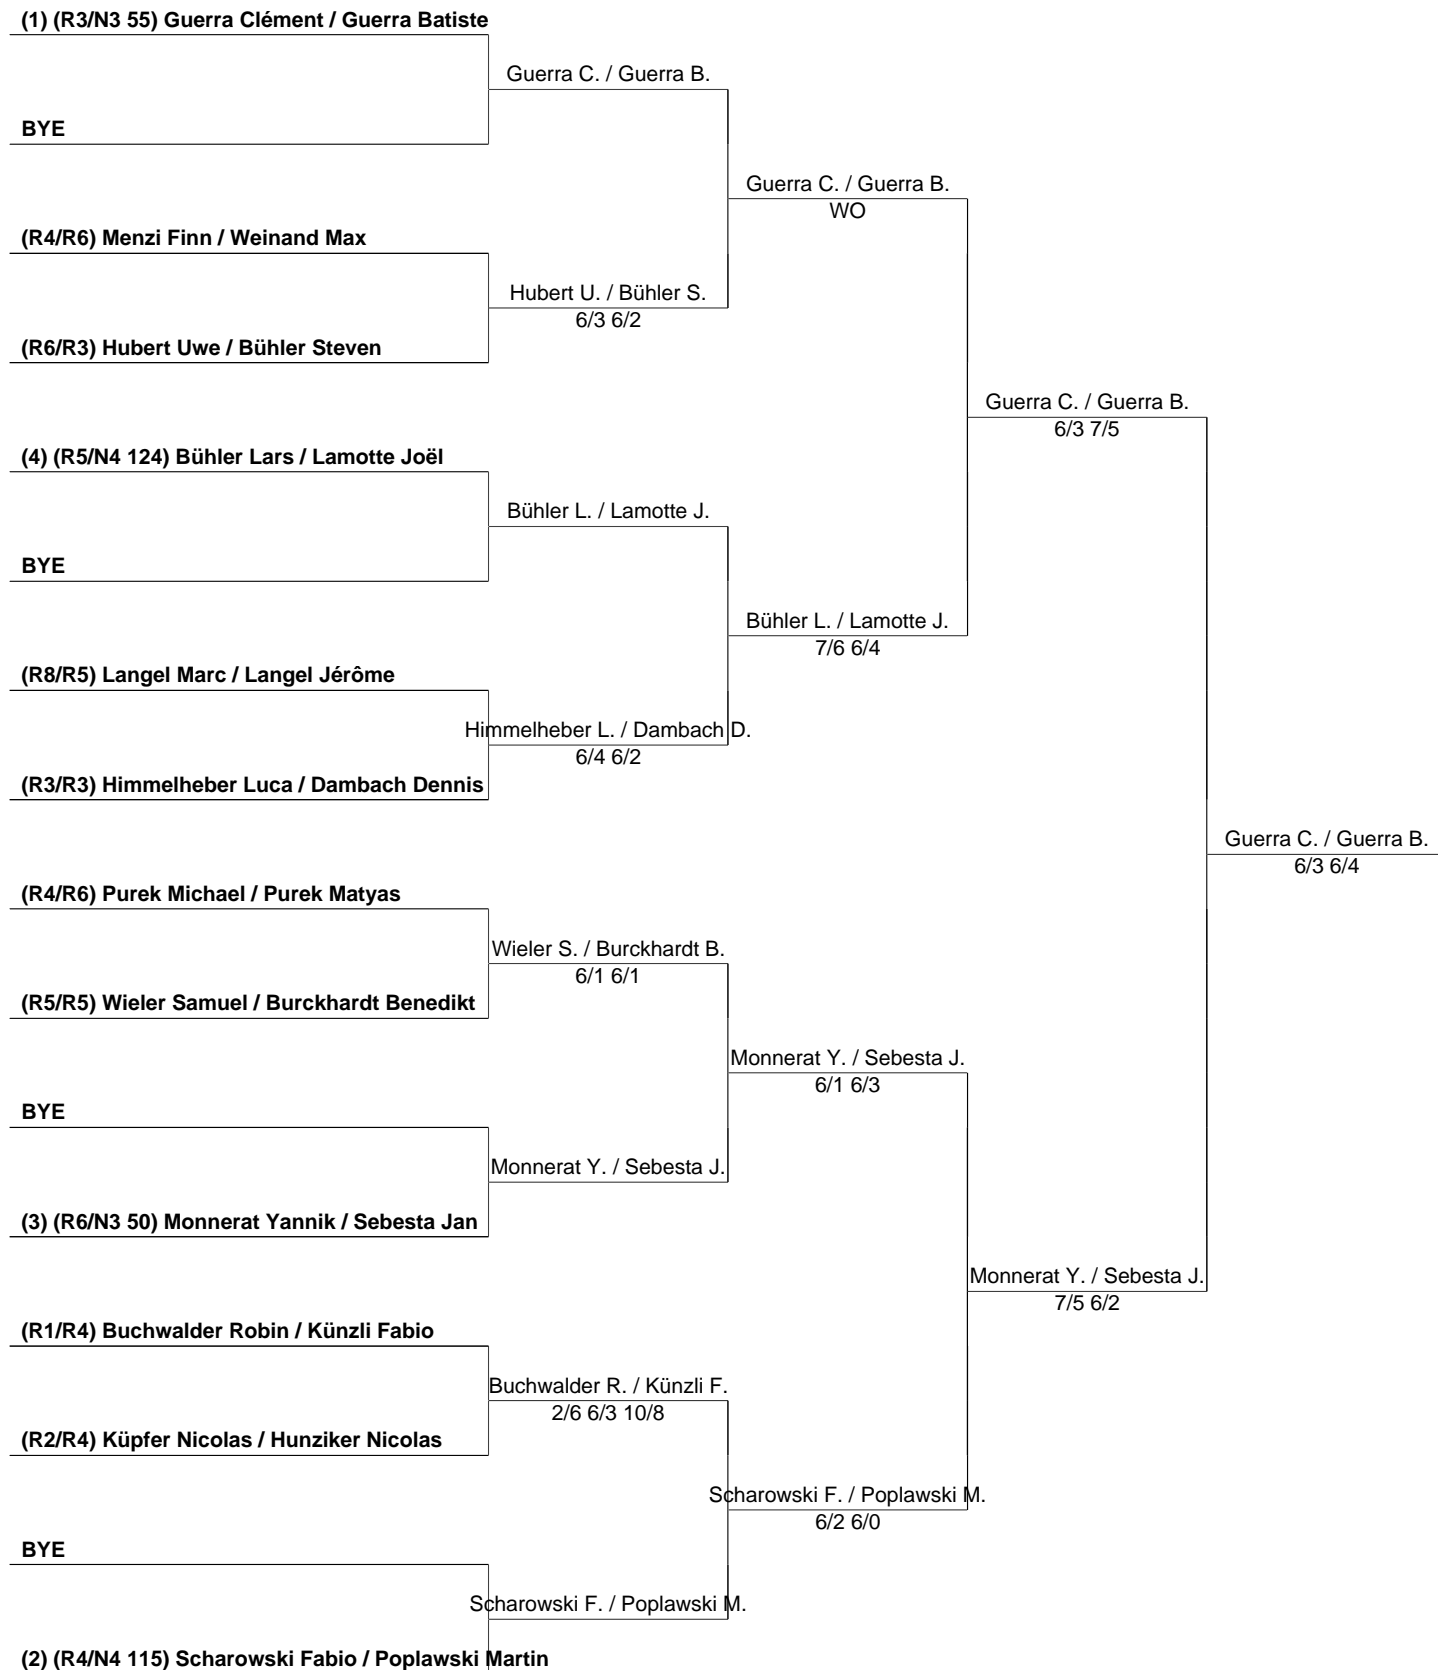 (1) (R3/N3 55) Guerra Clément / Guerra Batiste
Guerra C. / Guerra B.
BYE
Guerra C. / Guerra B.
WO
(R4/R6) Menzi Finn / Weinand Max
Hubert U. / Bühler S.
6/3 6/2
(R6/R3) Hubert Uwe / Bühler Steven
Guerra C. / Guerra B.
6/3 7/5
(4) (R5/N4 124) Bühler Lars / Lamotte Joël
Bühler L. / Lamotte J.
BYE
Bühler L. / Lamotte J.
7/6 6/4
(R8/R5) Langel Marc / Langel Jérôme
Himmelheber L. / Dambach D.
6/4 6/2
(R3/R3) Himmelheber Luca / Dambach Dennis
Guerra C. / Guerra B.
6/3 6/4
(R4/R6) Purek Michael / Purek Matyas
Wieler S. / Burckhardt B.
6/1 6/1
(R5/R5) Wieler Samuel / Burckhardt Benedikt
Monnerat Y. / Sebesta J.
6/1 6/3
BYE
Monnerat Y. / Sebesta J.
(3) (R6/N3 50) Monnerat Yannik / Sebesta Jan
Monnerat Y. / Sebesta J.
7/5 6/2
(R1/R4) Buchwalder Robin / Künzli Fabio
Buchwalder R. / Künzli F.
2/6 6/3 10/8
(R2/R4) Küpfer Nicolas / Hunziker Nicolas
Scharowski F. / Poplawski M.
6/2 6/0
BYE
Scharowski F. / Poplawski M.
(2) (R4/N4 115) Scharowski Fabio / Poplawski Martin